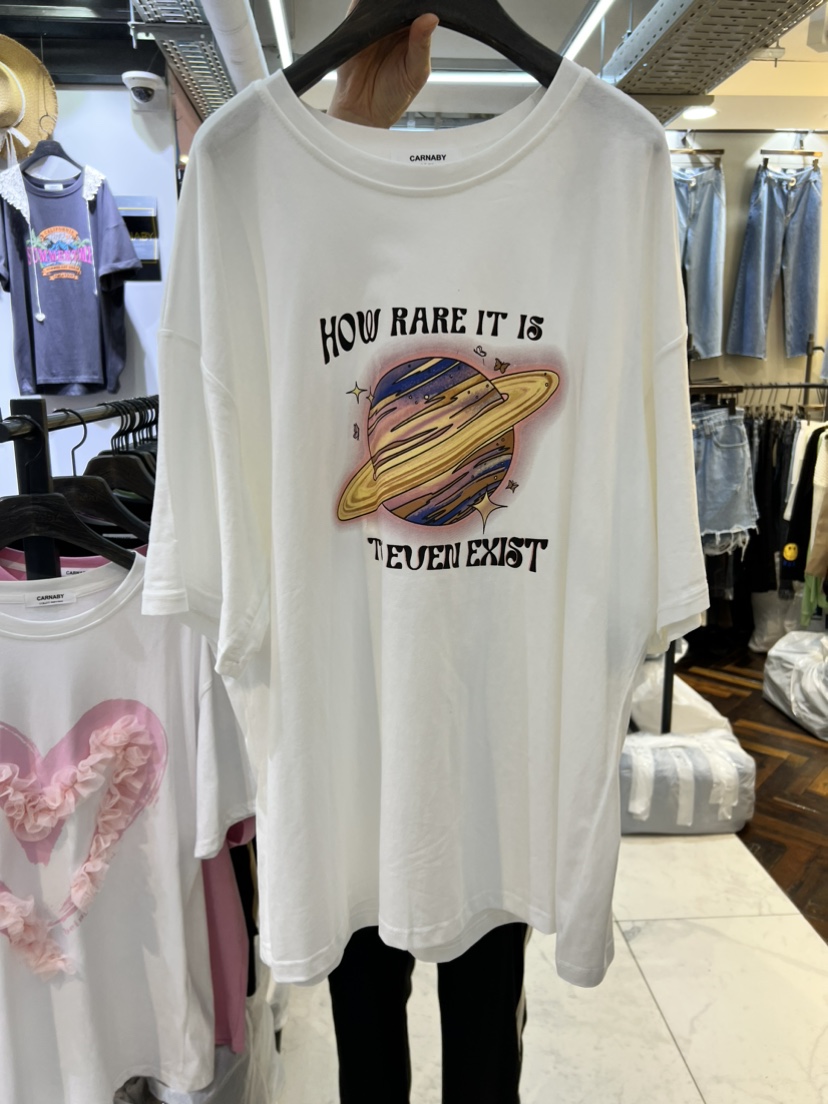 CARNABY
HOW RARE IT IS
T EVEN EXIST
CARNABY